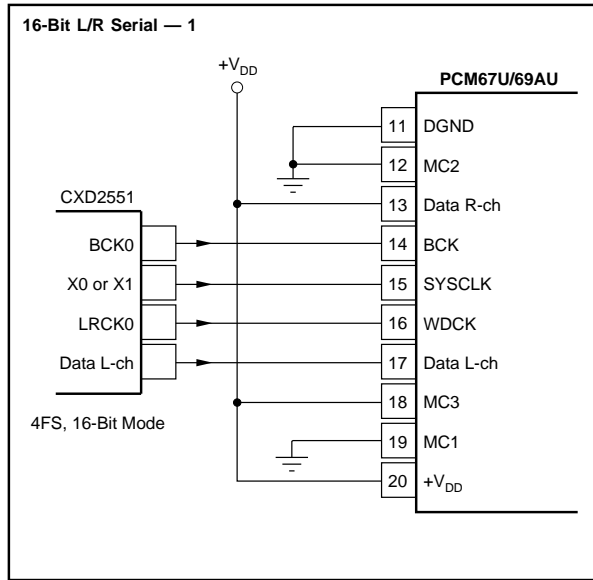 16-Bit L/R Serial — 1
+VDD
PCM67U/69AU
11 DGND
12 MC2
CXD2551
13 Data R-ch
BCK0
14 BCK
X0 or X1
15 SYSCLK
LRCK0
16 WDCK
Data L-ch
17 Data L-ch
4FS, 16-Bit Mode
18 MC3
19 MC1
20 +VDD